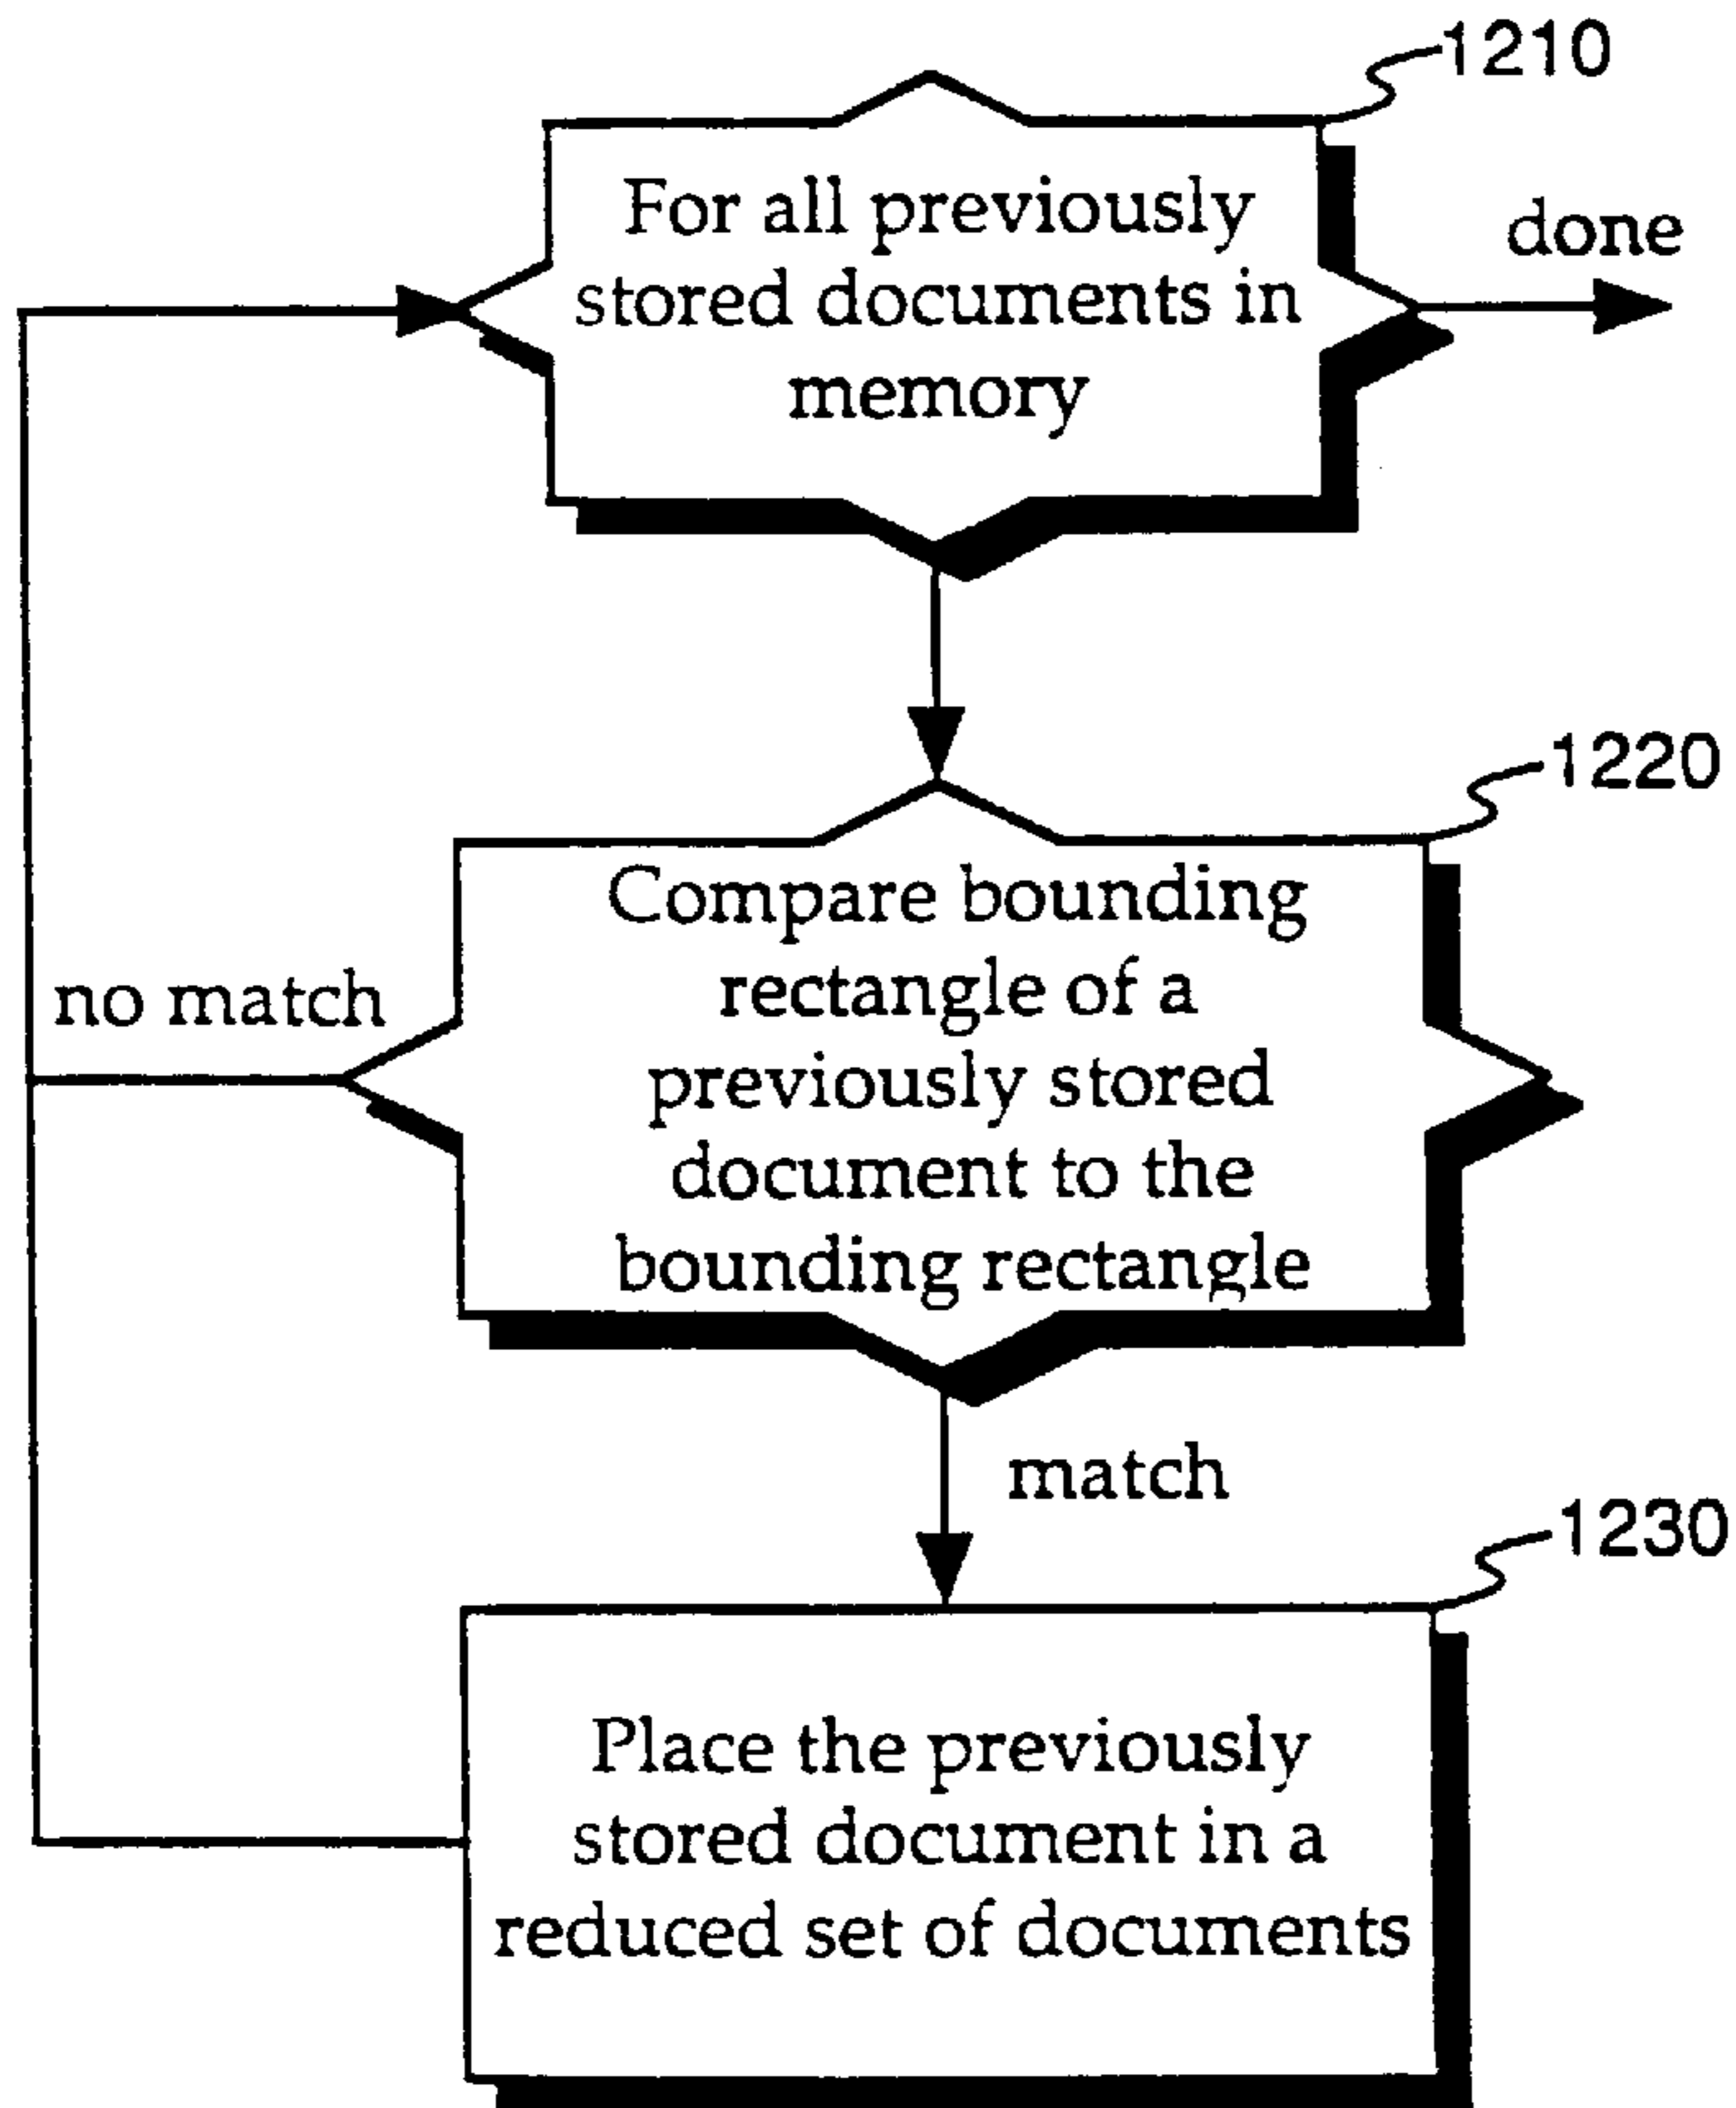 1210
For all previously
stored documents in
memory
done
1220
Compare bounding
rectangle of a
previously stored
document to the
bounding rectangle
no match
match
1230
Place the previously
stored document in a
reduced set of documents